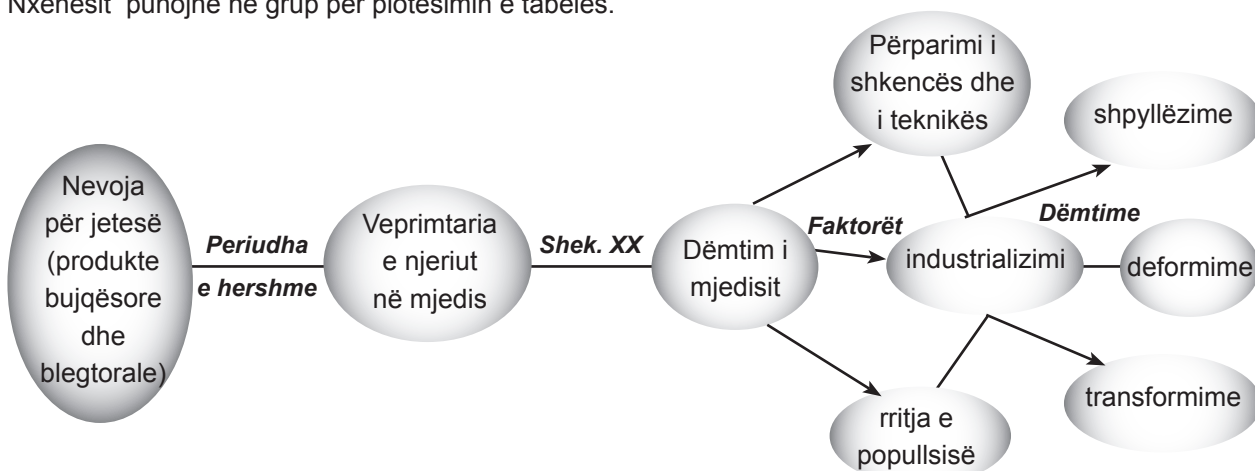 Nxënësit punojnë në grup për plotësimin e tabelës.
Nevoja
për jetesë
(produkte
bujqësore
dhe
blegtorale)
Periudha
e hershme
Veprimtaria
e njeriut
në mjedis
Shek. XX
Dëmtim i
mjedisit
Faktorët
Përparimi i
shkencës dhe
i teknikës
industrializimi
rritja e
popullsisë
Dëmtime
shpyllëzime
deformime
transformime